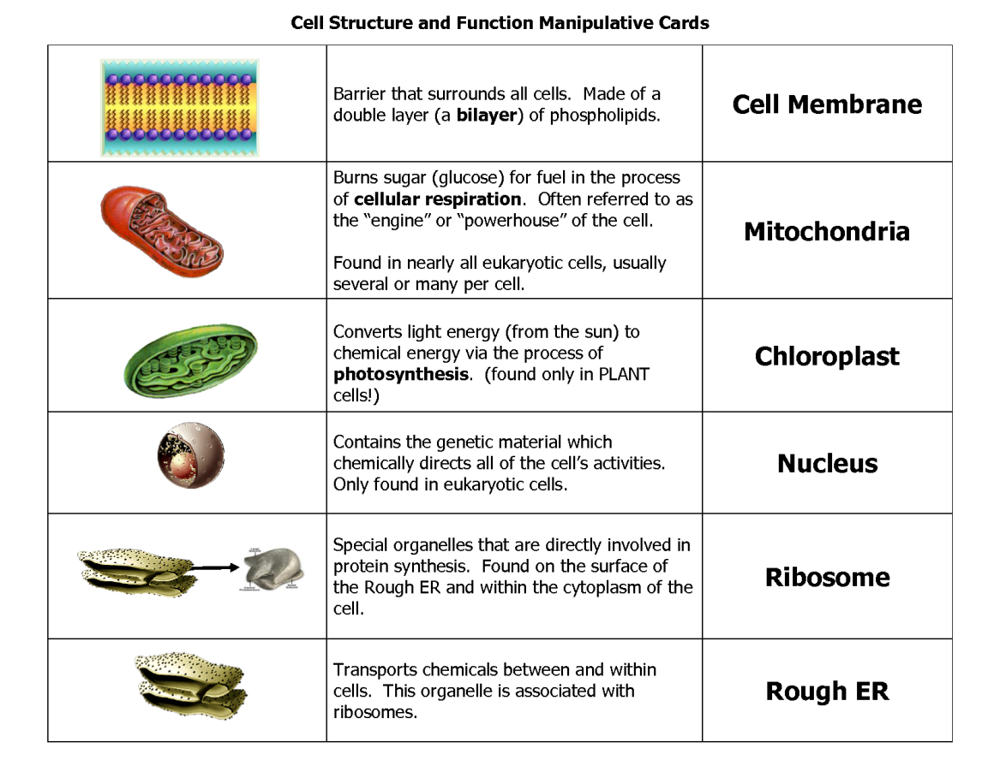 Cell Structure and Function Manipulative Cards
Barrier that surrounds all cells.  Made of a
double layer (a bilayer) of phospholipids.
Cell Membrane
Burns sugar (glucose) for fuel in the process
of cellular respiration.  Often referred to as
the “engine” or “powerhouse” of the cell.
Found in nearly all eukaryotic cells, usually
several or many per cell.
Mitochondria
Converts light energy (from the sun) to
chemical energy via the process of
photosynthesis.  (found only in PLANT
cells!)
Chloroplast
Contains the genetic material which
chemically directs all of the cell’s activities.
Only found in eukaryotic cells.
Nucleus
Special organelles that are directly involved in
protein synthesis.  Found on the surface of
the Rough ER and within the cytoplasm of the
cell.
Ribosome
Transports chemicals between and within
cells.  This organelle is associated with
ribosomes.
Rough ER